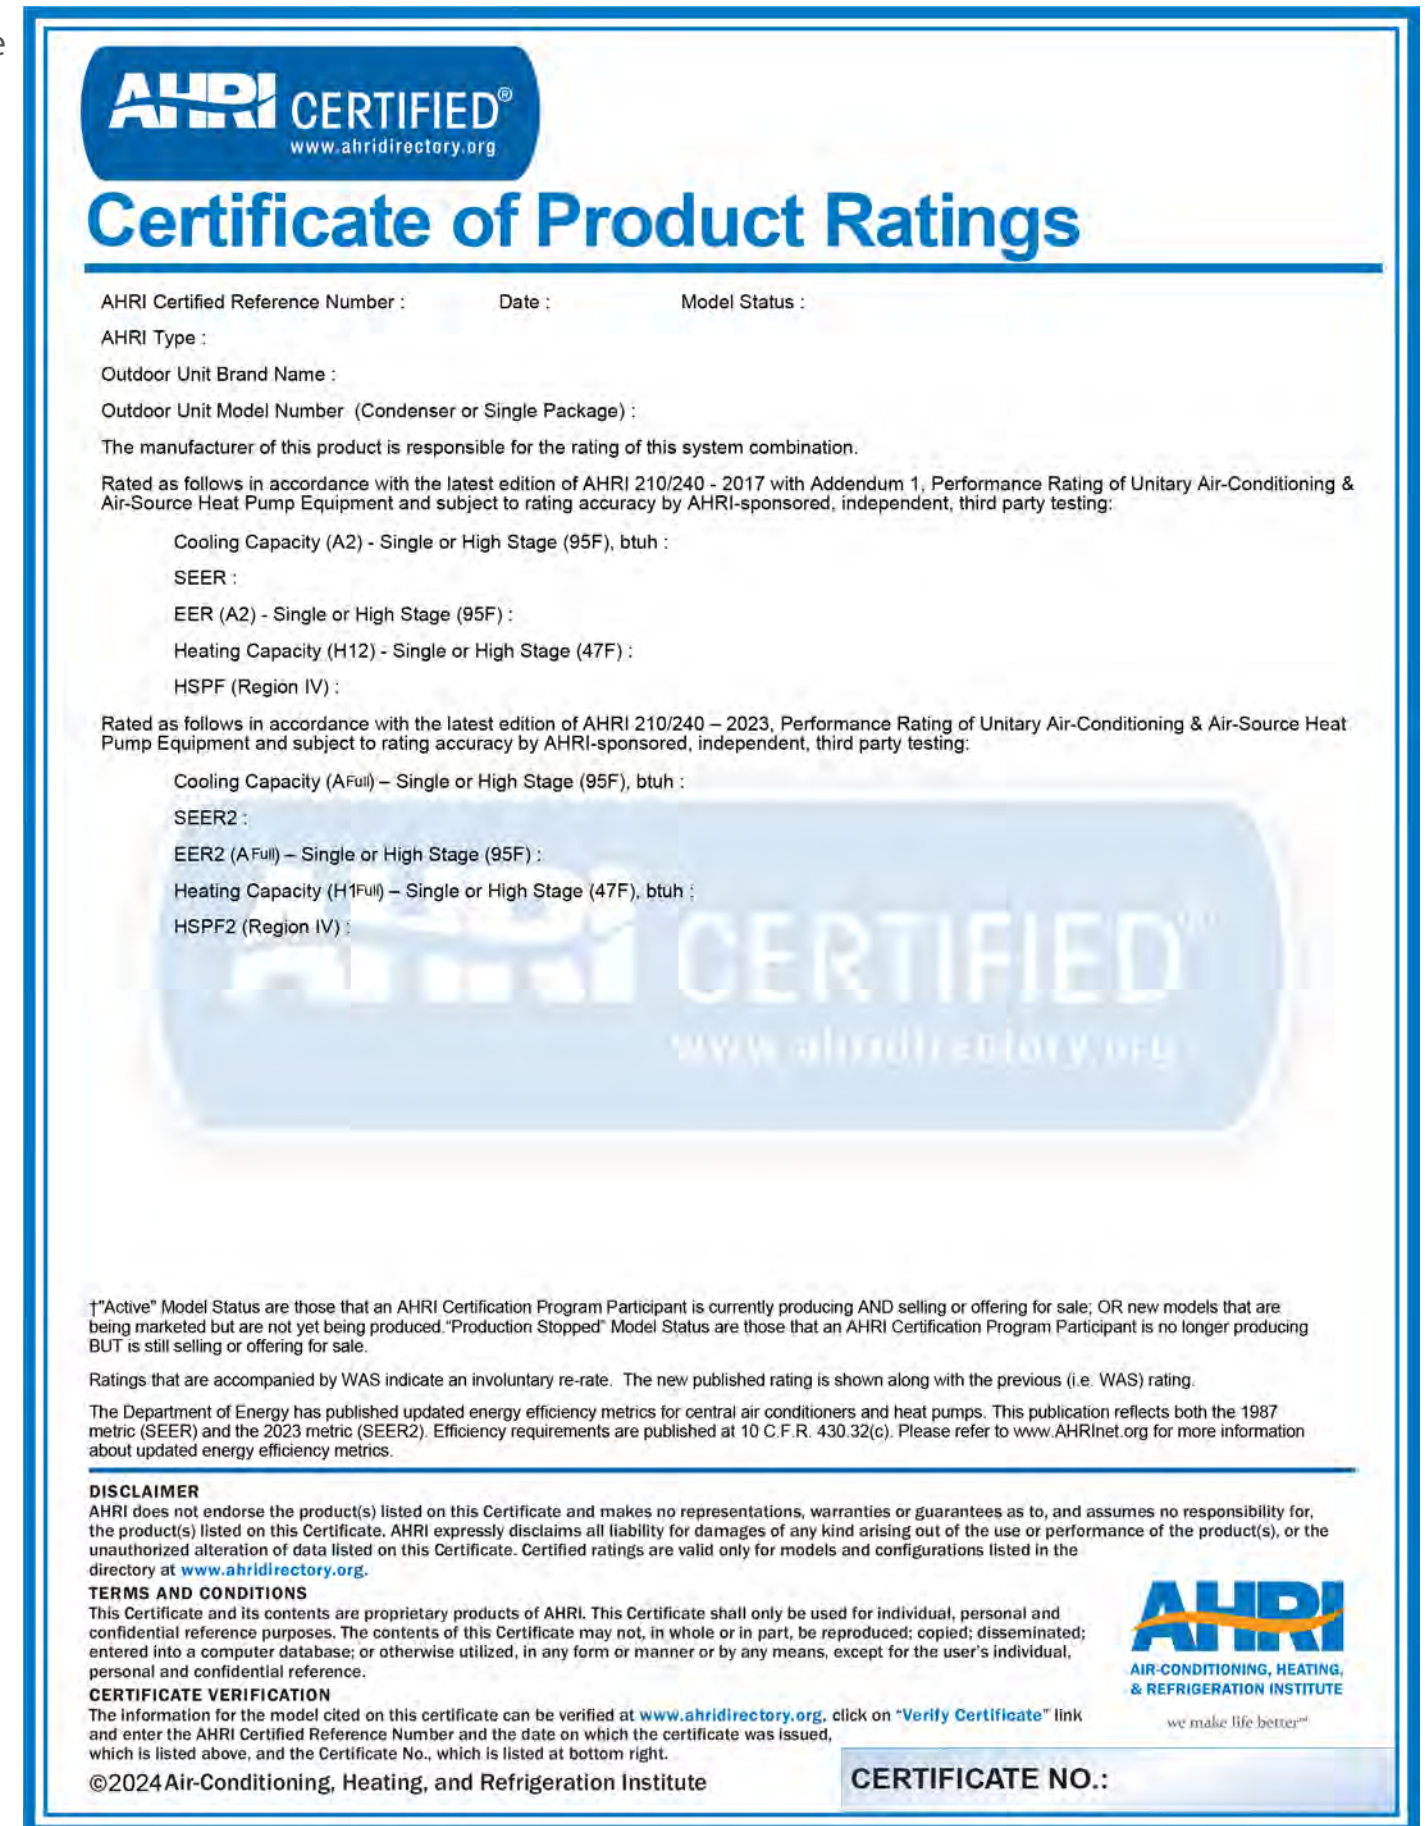 e
AHRI CERTIFIED®
www.ahridirectory.org
Certificate of Product Ratings
AHRI Certified Reference Number : Date : Model Status :
AHRI Type :
Outdoor Unit Brand Name :
Outdoor Unit Model Number (Condenser or Single Package) :
The manufacturer of this product is responsible for the rating of this system combination.
Rated as follows in accordance with the latest edition of AHRI 210/240 - 2017 with Addendum 1, Performance Rating of Unitary Air-Conditioning &
Air-Source Heat Pump Equipment and subject to rating accuracy by AHRI-sponsored, independent, third party testing:
Cooling Capacity (A2) - Single or High Stage (95F), btuh :
SEER :
EER (A2) - Single or High Stage (95F) :
Heating Capacity (H12) - Single or High Stage (47F) :
HSPF (Region IV) :
Rated as follows in accordance with the latest edition of AHRI 210/240 – 2023, Performance Rating of Unitary Air-Conditioning & Air-Source Heat
Pump Equipment and subject to rating accuracy by AHRI-sponsored, independent, third party testing:
Cooling Capacity (AFull) – Single or High Stage (95F), btuh :
SEER2 :
EER2 (AFull) – Single or High Stage (95F) :
Heating Capacity (H1Full) – Single or High Stage (47F), btuh :
HSPF2 (Region IV) :
AHRI CERTIFIED®
www.ahridirectory.org
†"Active" Model Status are those that an AHRI Certification Program Participant is currently producing AND selling or offering for sale; OR new models that are
being marketed but are not yet being produced."Production Stopped" Model Status are those that an AHRI Certification Program Participant is no longer producing
BUT is still selling or offering for sale.
Ratings that are accompanied by WAS indicate an involuntary re-rate. The new published rating is shown along with the previous (i.e. WAS) rating.
The Department of Energy has published updated energy efficiency metrics for central air conditioners and heat pumps. This publication reflects both the 1987
metric (SEER) and the 2023 metric (SEER2). Efficiency requirements are published at 10 C.F.R. 430.32(c). Please refer to www.AHRInet.org for more information
about updated energy efficiency metrics.
DISCLAIMER
AHRI does not endorse the product(s) listed on this Certificate and makes no representations, warranties or guarantees as to, and assumes no responsibility for,
the product(s) listed on this Certificate. AHRI expressly disclaims all liability for damages of any kind arising out of the use or performance of the product(s), or the
unauthorized alteration of data listed on this Certificate. Certified ratings are valid only for models and configurations listed in the
directory at www.ahridirectory.org.
TERMS AND CONDITIONS
This Certificate and its contents are proprietary products of AHRI. This Certificate shall only be used for individual, personal and
confidential reference purposes. The contents of this Certificate may not, in whole or in part, be reproduced; copied; disseminated;
entered into a computer database; or otherwise utilized, in any form or manner or by any means, except for the user's individual,
personal and confidential reference.
CERTIFICATE VERIFICATION
The information for the model cited on this certificate can be verified at www.ahridirectory.org, click on "Verify Certificate" link
and enter the AHRI Certified Reference Number and the date on which the certificate was issued,
which is listed above, and the Certificate No., which is listed at bottom right.
©2024 Air-Conditioning, Heating, and Refrigeration Institute
AHRI
AIR-CONDITIONING, HEATING,
& REFRIGERATION INSTITUTE
we make life better℠
CERTIFICATE NO.: